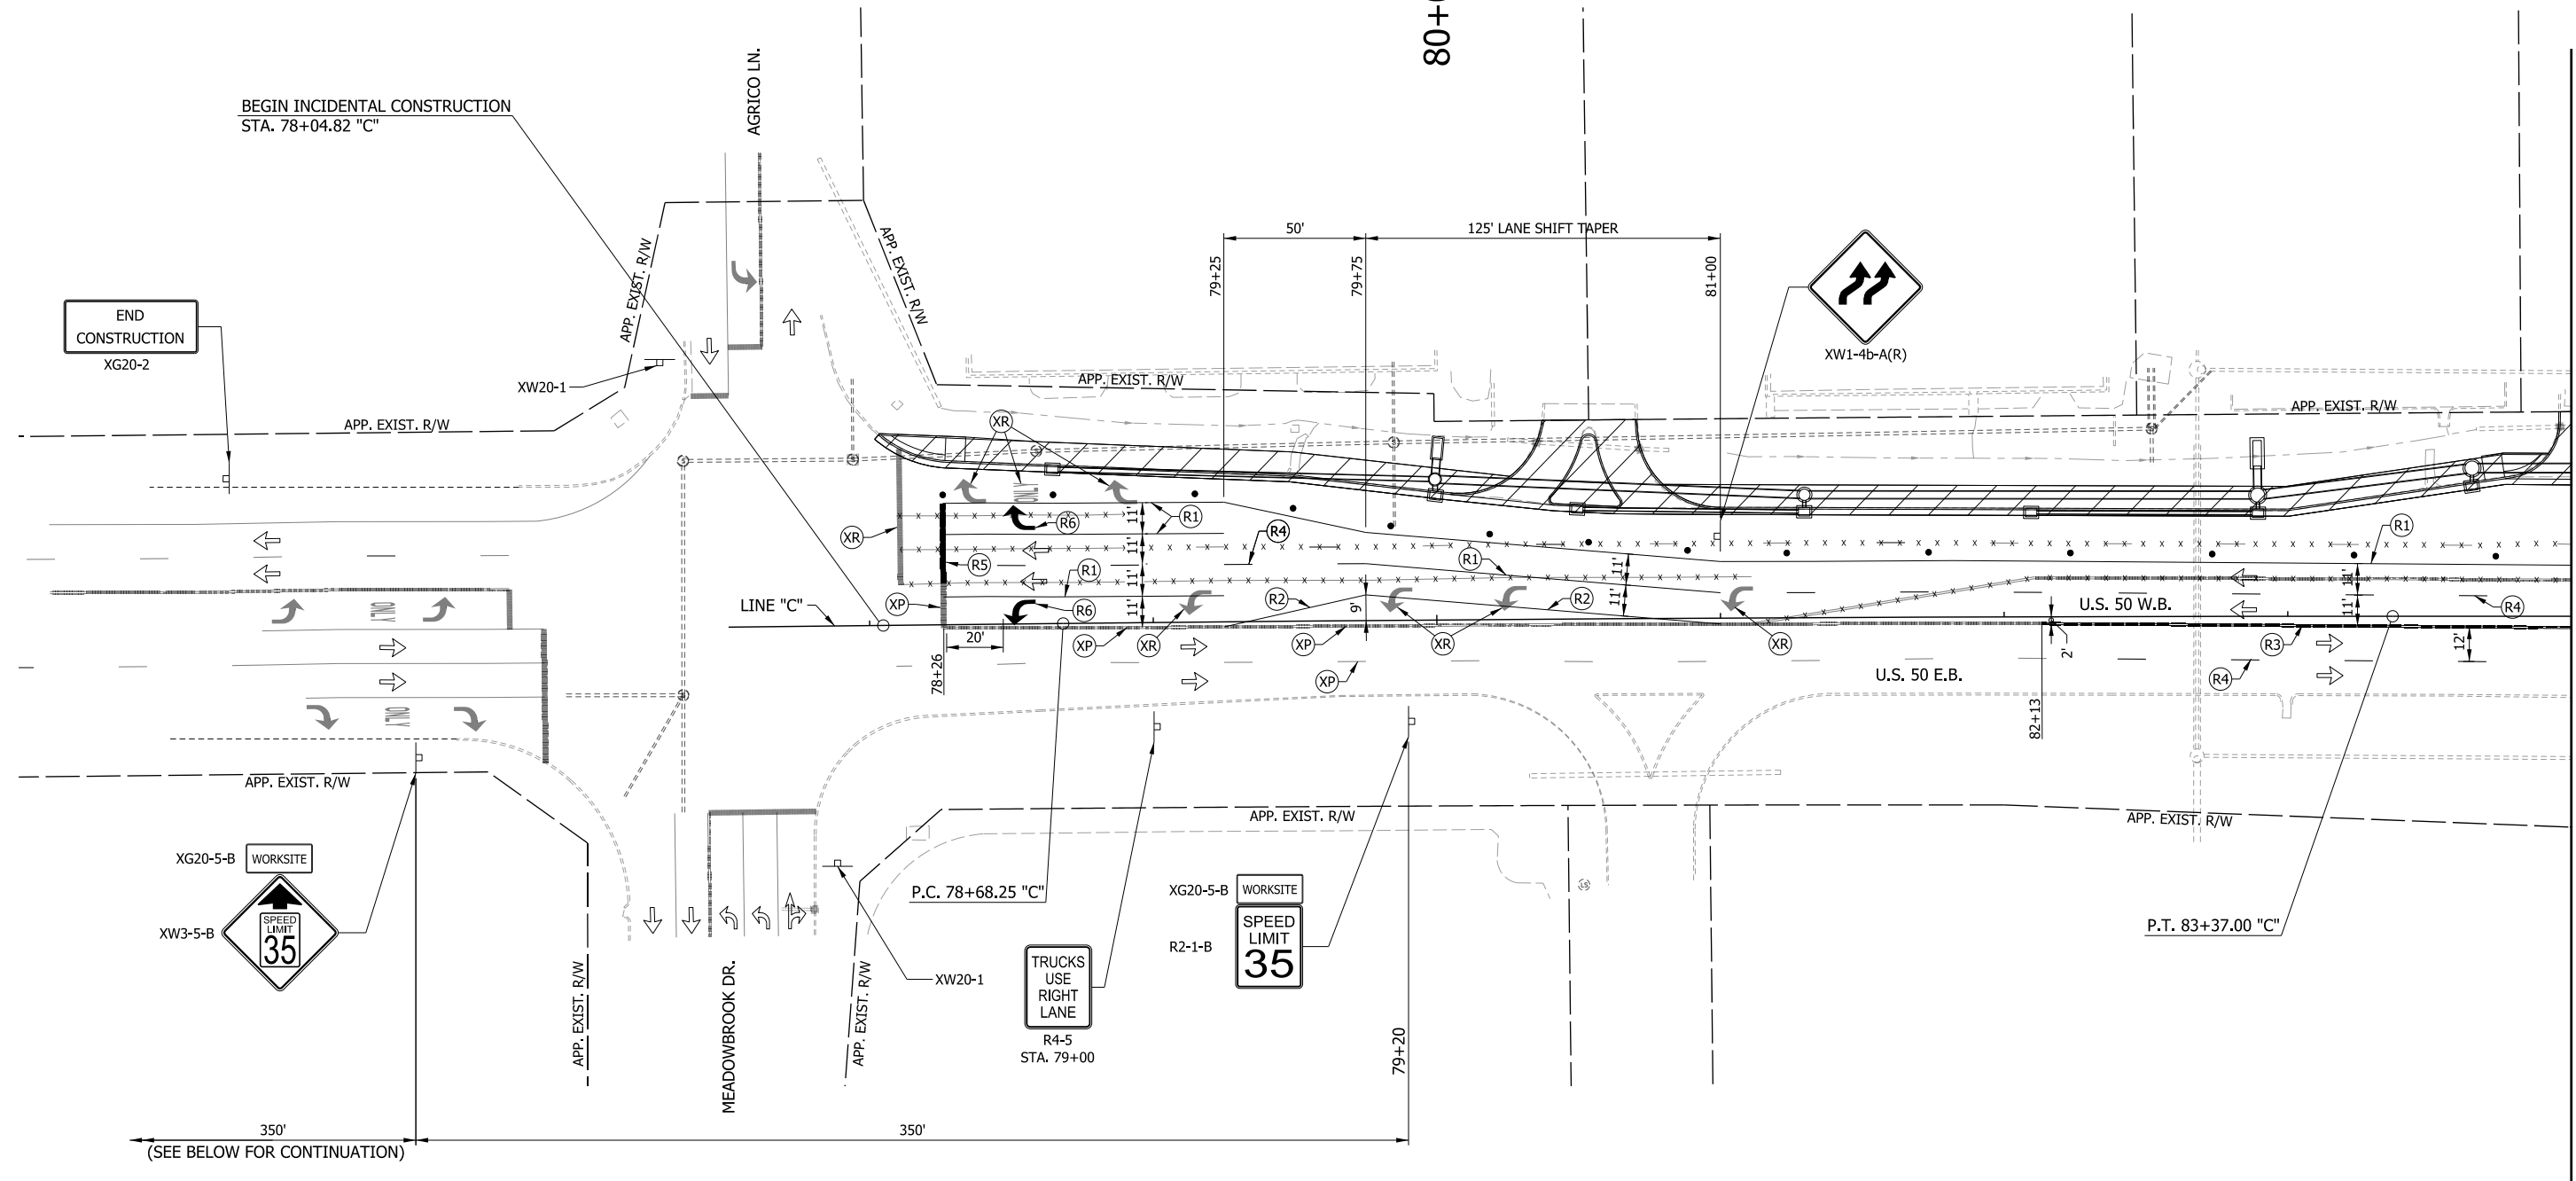 80+
BEGIN INCIDENTAL CONSTRUCTION
STA. 78+04.82 "C"
AGRICO LN.
APP. EXIST. R/W
APP. EXIST. R/W
50'
125' LANE SHIFT TAPER
79+25
79+75
81+00
END
CONSTRUCTION
XG20-2
XW20-1
XW1-4b-A(R)
APP. EXIST. R/W
APP. EXIST. R/W
APP. EXIST. R/W
XR
ONLY
R6
11'
R1
R4
R1
R1
XR
11'
R5
R1
11'
11'
11'
11'
XP
R6
11'
R2
9'
R2
11'
U.S. 50 W.B.
R4
LINE "C"
ONLY
20'
XP
XR
XP
XR
XR
2'
R3
12'
78+26
XP
U.S. 50 E.B.
R4
82+13
ONLY
APP. EXIST. R/W
APP. EXIST. R/W
APP. EXIST. R/W
XG20-5-B
WORKSITE
XW3-5-B
SPEED
LIMIT
35
P.C. 78+68.25 "C"
XG20-5-B
WORKSITE
R2-1-B
SPEED
LIMIT
35
P.T. 83+37.00 "C"
TRUCKS
USE
RIGHT
LANE
R4-5
STA. 79+00
XW20-1
APP. EXIST. R/W
MEADOWBROOK DR.
APP. EXIST. R/W
79+20
350'
(SEE BELOW FOR CONTINUATION)
350'